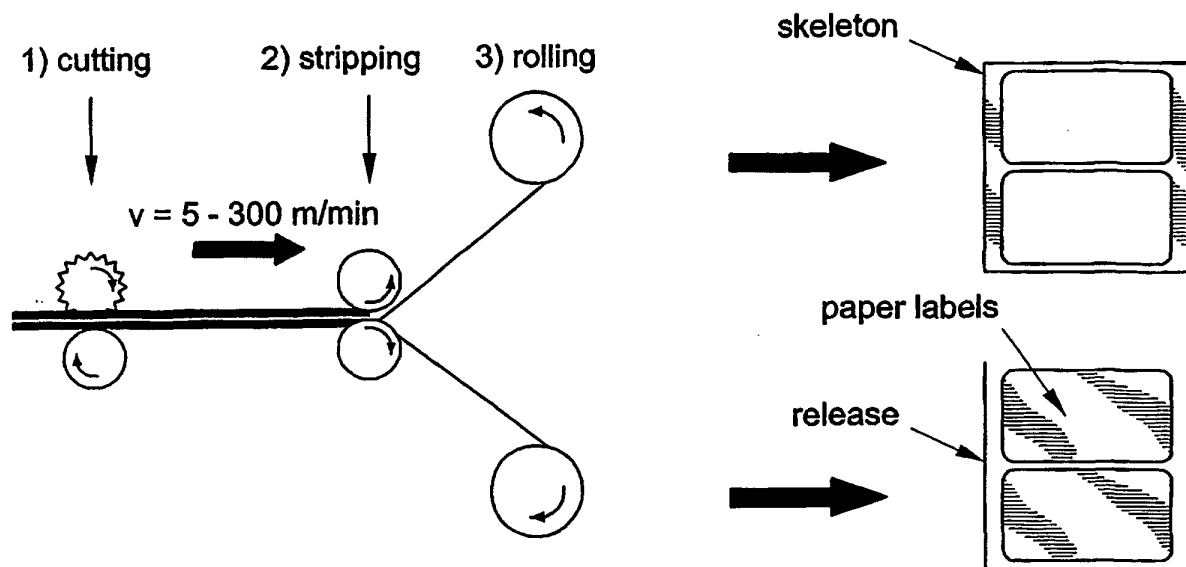 1) cutting
2) stripping
3) rolling
v = 5 - 300 m/min
skeleton
paper labels
release